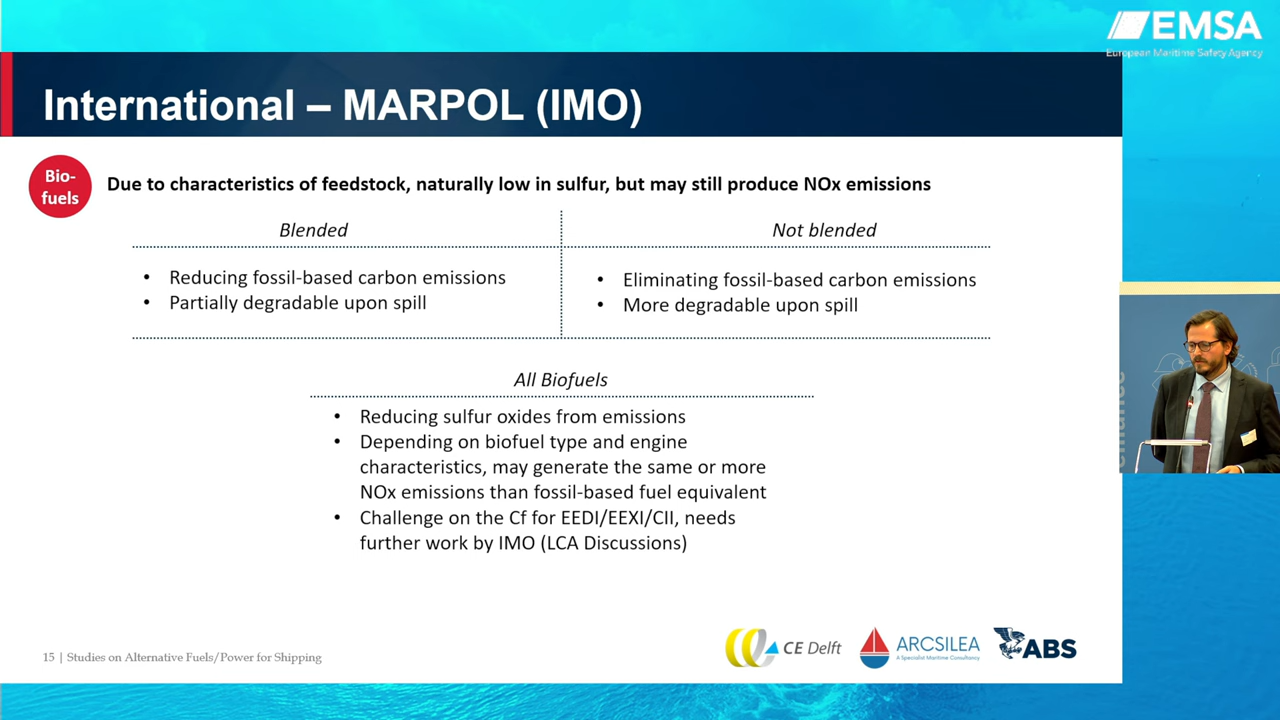 EMSA
European Maritime Safety Agency
International – MARPOL (IMO)
Bio-
fuels
Due to characteristics of feedstock, naturally low in sulfur, but may still produce NOx emissions
Blended
Not blended
• Reducing fossil-based carbon emissions
• Partially degradable upon spill
• Eliminating fossil-based carbon emissions
• More degradable upon spill
All Biofuels
• Reducing sulfur oxides from emissions
• Depending on biofuel type and engine
characteristics, may generate the same or more
NOx emissions than fossil-based fuel equivalent
• Challenge on the Cf for EEDI/EEXI/CII, needs
further work by IMO (LCA Discussions)
15 | Studies on Alternative Fuels/Power for Shipping
CE Delft
ARCSILEA
A Specialist Maritime Consultancy
ABS